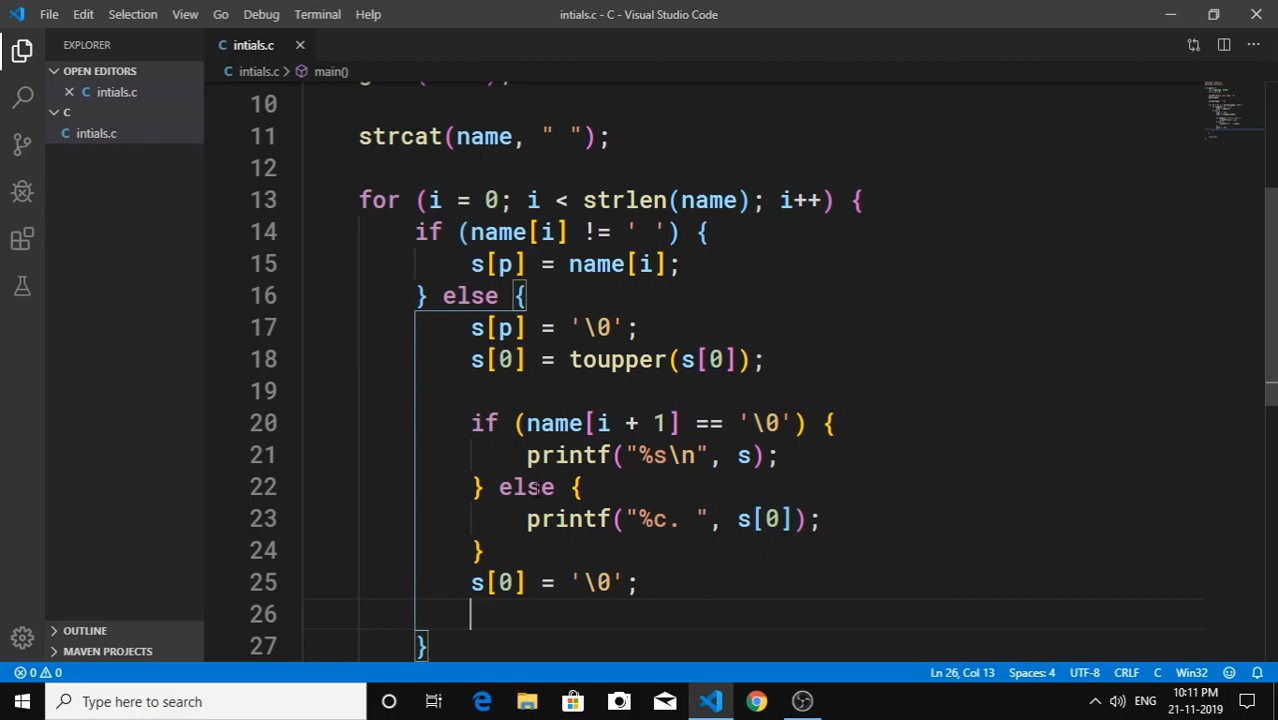 File Edit Selection View Go Debug Terminal Help
intials.c - C - Visual Studio Code
EXPLORER
OPEN EDITORS
intials.c
C
intials.c
OUTLINE
MAVEN PROJECTS
intials.c
intials.c > main()
10
11 strcat(name, " ");
12
13 for (i = 0; i < strlen(name); i++) {
14 if (name[i] != ' ') {
15 s[p] = name[i];
16 } else {
17 s[p] = '\0';
18 s[0] = toupper(s[0]);
19
20 if (name[i + 1] == '\0') {
21 printf("%s\n", s);
22 } else {
23 printf("%c. ", s[0]);
24 }
25 s[0] = '\0';
26
27 }
0 0 Ln 26, Col 13 Spaces: 4 UTF-8 CRLF C Win32
Type here to search
ENG
10:11 PM
21-11-2019